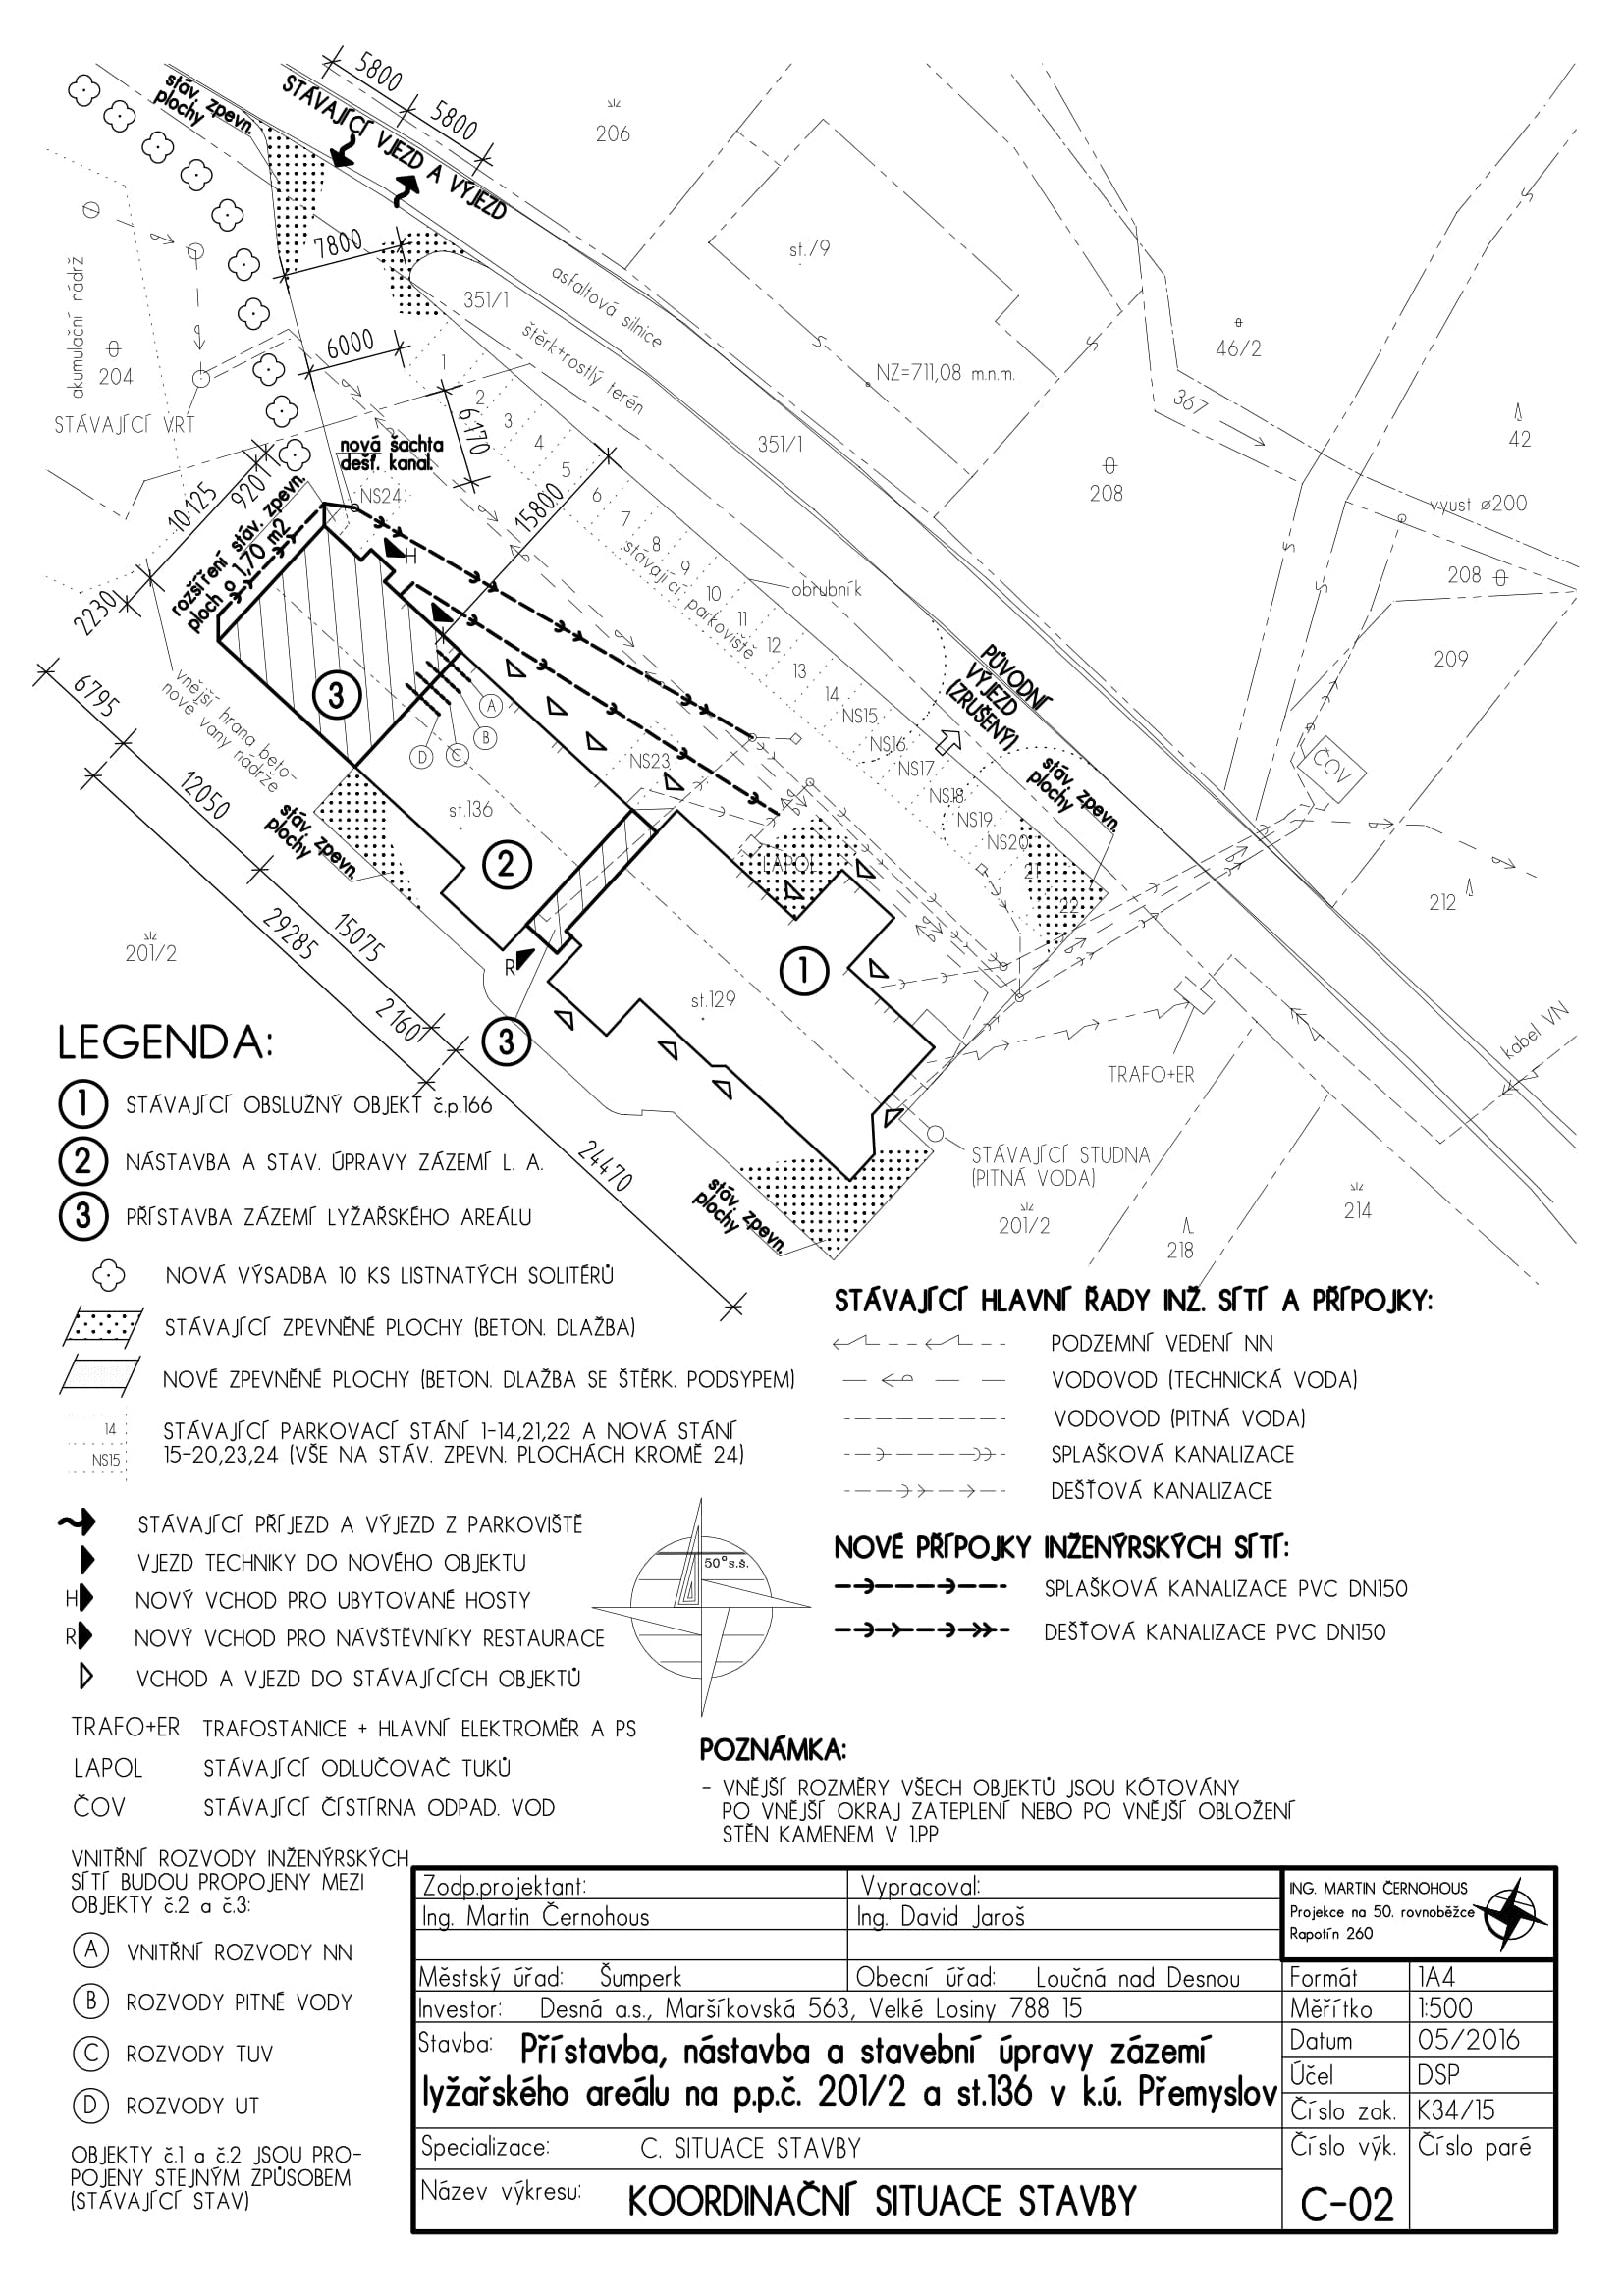 5800
5800
STÁVAJÍCÍ VJEZD A VÝJEZD
stáv. zpevn.
plochy
206
7800
351/1
asfaltová silnice
st.79
akumulační nádrž
204
štěrk+rostlý terén
6000
46/2
NZ=711,08 m.n.m.
STÁVAJÍCÍ VRT
1
2
3
4
5
6
7
8
9
10
11
12
13
14
NS15
NS16
NS17
NS18
NS19
NS20
21
22
6170
367
42
351/1
nová šachta
dešť. kanal.
NS24
10125
920
15800
208
vyust ø200
rozšíření stáv. zpevn.
ploch o 1,70 m2
H
stávající parkoviště
obrubník
208
2230
209
6795
vnější hrana beto-
nové vany nádrže
3
A
B
C
D
PŮVODNÍ
VÝJEZD
(ZRUŠENÝ)
NS23
stáv. zpevn.
plochy
ČOV
12050
st.136
stáv. zpevn.
plochy
2
LAPOL
29285
15075
212
201/2
R
1
st.129
2160
3
kabel VN
TRAFO+ER
24470
STÁVAJÍCÍ STUDNA
(PITNÁ VODA)
stáv. zpevn.
plochy
201/2
218
214
LEGENDA:
1 STÁVAJÍCÍ OBSLUŽNÝ OBJEKT č.p.166
2 NÁSTAVBA A STAV. ÚPRAVY ZÁZEMÍ L. A.
3 PŘÍSTAVBA ZÁZEMÍ LYŽAŘSKÉHO AREÁLU
NOVÁ VÝSADBA 10 KS LISTNATÝCH SOLITÉRŮ
STÁVAJÍCÍ ZPEVNĚNÉ PLOCHY (BETON. DLAŽBA)
NOVÉ ZPEVNĚNÉ PLOCHY (BETON. DLAŽBA SE ŠTĚRK. PODSYPEM)
14 STÁVAJÍCÍ PARKOVACÍ STÁNÍ 1-14,21,22 A NOVÁ STÁNÍ
NS15 15-20,23,24 (VŠE NA STÁV. ZPEVN. PLOCHÁCH KROMĚ 24)
STÁVAJÍCÍ PŘÍJEZD A VÝJEZD Z PARKOVIŠTĚ
VJEZD TECHNIKY DO NOVÉHO OBJEKTU
H NOVÝ VCHOD PRO UBYTOVANÉ HOSTY
R NOVÝ VCHOD PRO NÁVŠTĚVNÍKY RESTAURACE
VCHOD A VJEZD DO STÁVAJÍCÍCH OBJEKTŮ
TRAFO+ER TRAFOSTANICE + HLAVNÍ ELEKTROMĚR A PS
LAPOL STÁVAJÍCÍ ODLUČOVAČ TUKŮ
ČOV STÁVAJÍCÍ ČÍSTÍRNA ODPAD. VOD
VNITŘNÍ ROZVODY INŽENÝRSKÝCH
SÍTÍ BUDOU PROPOJENY MEZI
OBJEKTY č.2 a č.3:
A VNITŘNÍ ROZVODY NN
B ROZVODY PITNÉ VODY
C ROZVODY TUV
D ROZVODY UT
OBJEKTY č.1 a č.2 JSOU PRO-
POJENY STEJNÝM ZPŮSOBEM
(STÁVAJÍCÍ STAV)
50°s.š.
STÁVAJÍCÍ HLAVNÍ ŘADY INŽ. SÍTÍ A PŘÍPOJKY:
PODZEMNÍ VEDENÍ NN
VODOVOD (TECHNICKÁ VODA)
VODOVOD (PITNÁ VODA)
SPLAŠKOVÁ KANALIZACE
DEŠŤOVÁ KANALIZACE
NOVÉ PŘÍPOJKY INŽENÝRSKÝCH SÍTÍ:
SPLAŠKOVÁ KANALIZACE PVC DN150
DEŠŤOVÁ KANALIZACE PVC DN150
POZNÁMKA:
- VNĚJŠÍ ROZMĚRY VŠECH OBJEKTŮ JSOU KÓTOVÁNY
PO VNĚJŠÍ OKRAJ ZATEPLENÍ NEBO PO VNĚJŠÍ OBLOŽENÍ
STĚN KAMENEM V 1.PP
Zodp.projektant: Vypracoval:
Ing. Martin Černohous Ing. David Jaroš
ING. MARTIN ČERNOHOUS
Projekce na 50. rovnoběžce
Rapotín 260
Městský úřad: Šumperk Obecní úřad: Loučná nad Desnou
Investor: Desná a.s., Maršíkovská 563, Velké Losiny 788 15
Stavba: Přístavba, nástavba a stavební úpravy zázemí
lyžařského areálu na p.p.č. 201/2 a st.136 v k.ú. Přemyslov
Specializace: C. SITUACE STAVBY
Název výkresu: KOORDINAČNÍ SITUACE STAVBY
Formát 1A4
Měřítko 1:500
Datum 05/2016
Účel DSP
Číslo zak. K34/15
Číslo výk. Číslo paré
C-02